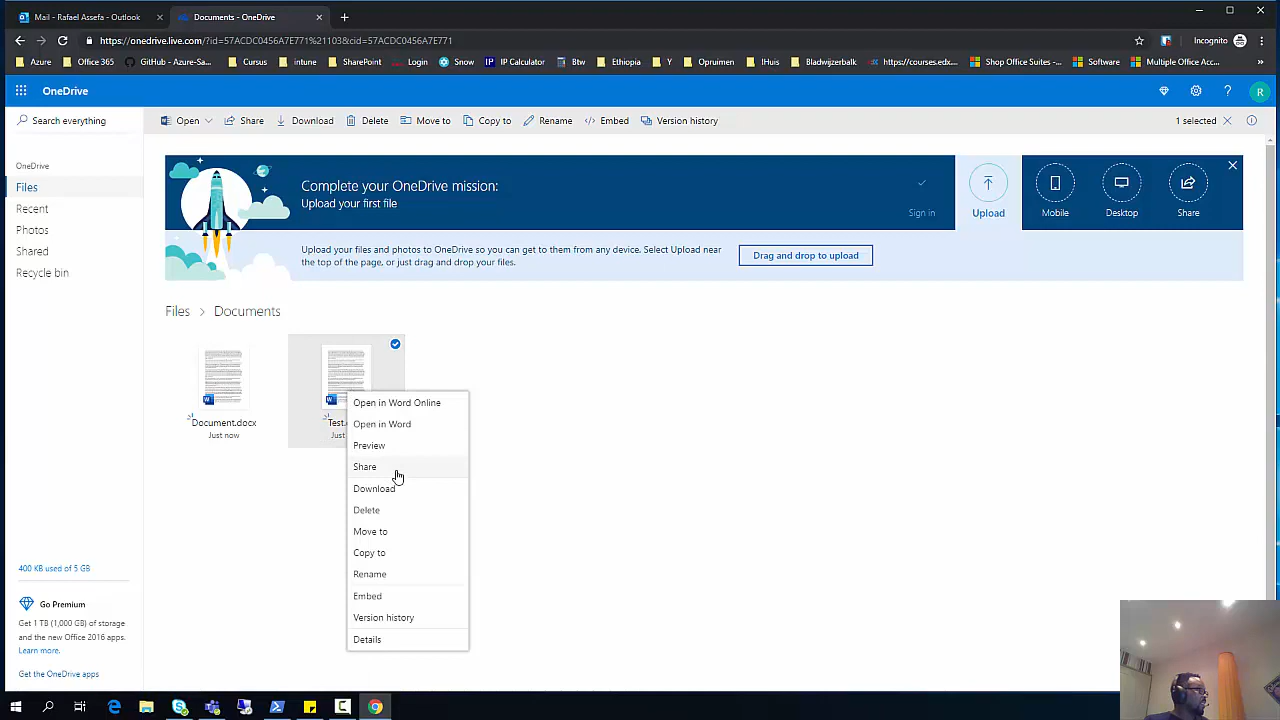 Mail - Rafael Assefa - Outlook
Documents - OneDrive
https://onedrive.live.com/?id=57ACDC0456A7E771%21103&cid=57ACDC0456A7E771
Incognito
Azure
Office 365
GitHub - Azure-Sa...
Cursus
intune
SharePoint
Login
Snow
IP Calculator
Btw
Ethiopia
Y
Opruimen
IHuis
Bladwijzerbalk
https://courses.edx...
Shop Office Suites -...
Software
Multiple Office Acc...
OneDrive
?
R
Search everything
Open
Share
Download
Delete
Move to
Copy to
Rename
Embed
Version history
1 selected
OneDrive
Files
Recent
Photos
Shared
Recycle bin
Complete your OneDrive mission:
Upload your first file
Sign in
Upload
Mobile
Desktop
Share
Upload your files and photos to OneDrive so you can get to them from any device. Select Upload near
the top of the page, or just drag and drop your files.
Drag and drop to upload
Files > Documents
Document.docx
Just now
Test.
Just
Open in Word Online
Open in Word
Preview
Share
Download
Delete
Move to
Copy to
Rename
Embed
Version history
Details
400 KB used of 5 GB
Go Premium
Get 1 TB (1,000 GB) of storage
and the new Office 2016 apps.
Learn more.
Get the OneDrive apps